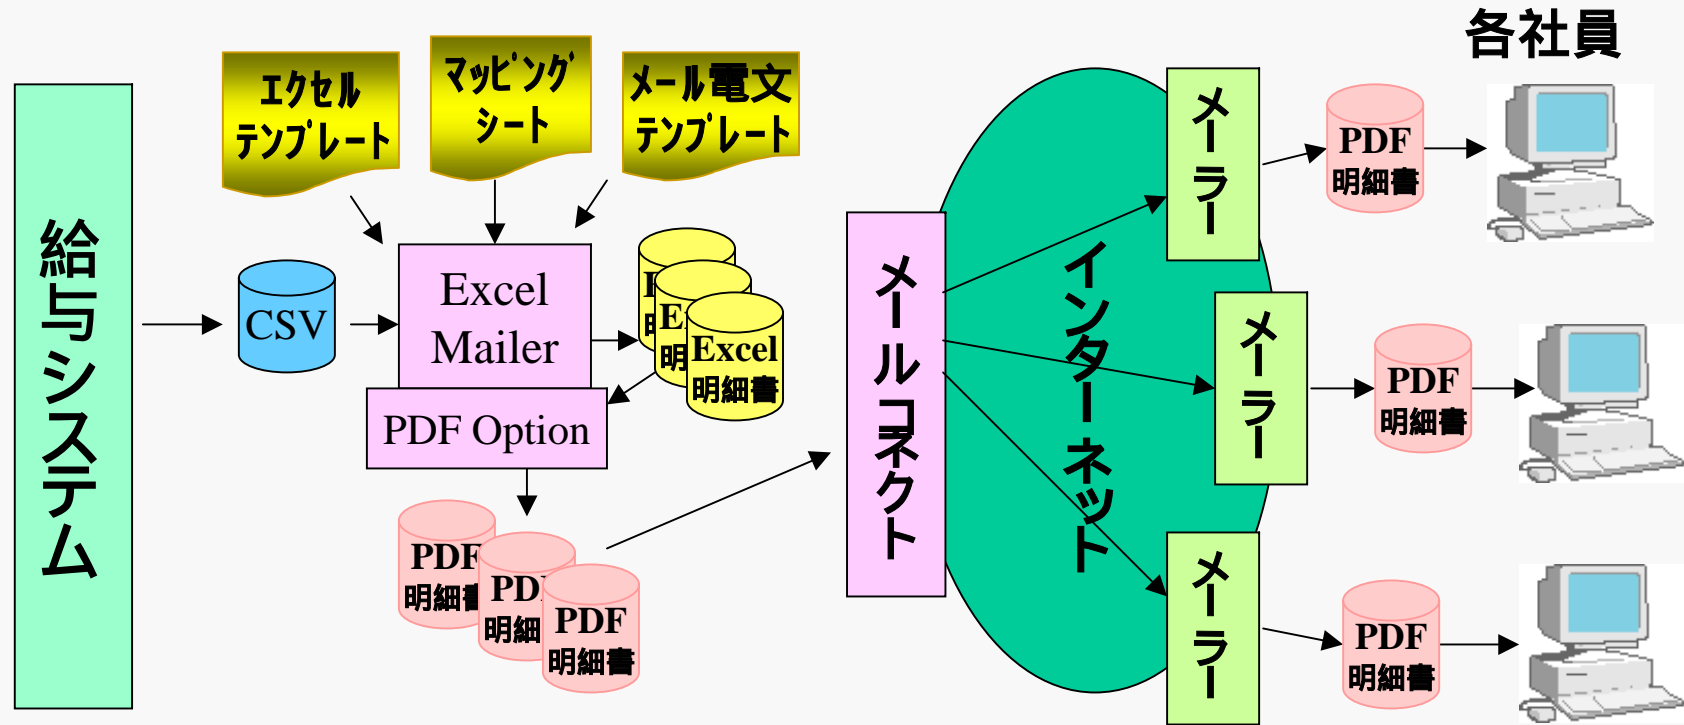 各社員
エクセル
テンプレート
マッピング
シート
メール電文
テンプレート
給与システム
CSV
Excel
Mailer
PDF Option
Excel
明細書
PDF
明細書
PDF
明細書
PDF
明細書
メールコネクト
インターネット
メーラー
PDF
明細書
メーラー
PDF
明細書
メーラー
PDF
明細書